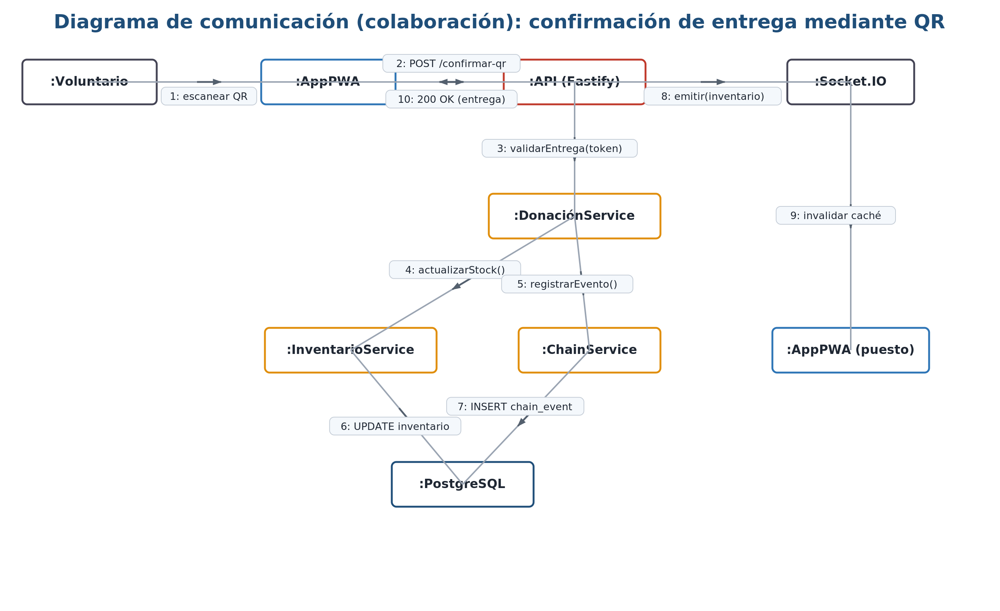 Diagrama de comunicación (colaboración): confirmación de entrega mediante QR
:Voluntario
1: escanear QR
:AppPWA
2: POST /confirmar-qr
10: 200 OK (entrega)
:API (Fastify)
8: emitir(inventario)
:Socket.IO
3: validarEntrega(token)
:DonaciónService
9: invalidar caché
4: actualizarStock()
5: registrarEvento()
:InventarioService
:ChainService
:AppPWA (puesto)
7: INSERT chain_event
6: UPDATE inventario
:PostgreSQL